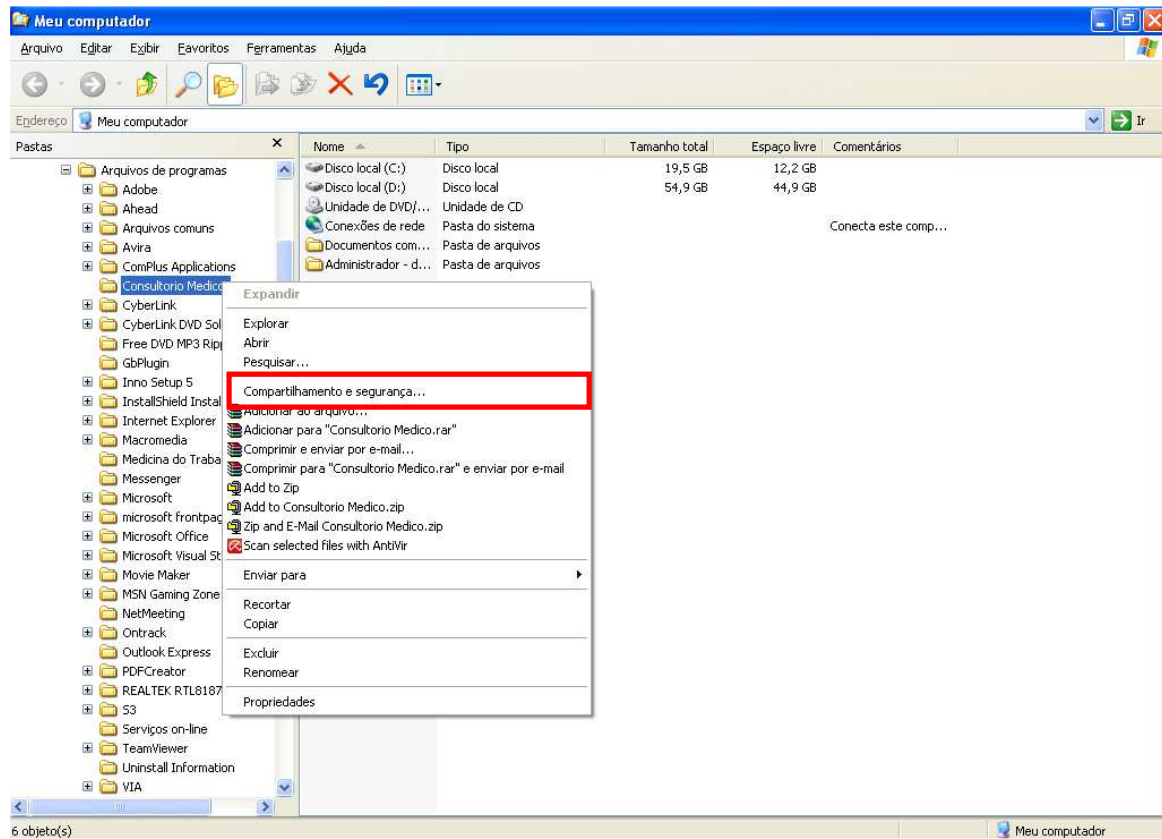 Meu computador
Arquivo Editar Exibir Favoritos Ferramentas Ajuda
Endereço Meu computador Ir
Pastas
Arquivos de programas
Adobe
Ahead
Arquivos comuns
Avira
ComPlus Applications
Consultorio Medico
CyberLink
CyberLink DVD Sol
Free DVD MP3 Rip
GbPlugin
Inno Setup 5
InstallShield Instal
Internet Explorer
Macromedia
Medicina do Traba
Messenger
Microsoft
microsoft frontpag
Microsoft Office
Microsoft Visual St
Movie Maker
MSN Gaming Zone
NetMeeting
Ontrack
Outlook Express
PDFCreator
REALTEK RTL8187
S3
Serviços on-line
TeamViewer
Uninstall Information
VIA
Nome Tipo Tamanho total Espaço livre Comentários
Disco local (C:) Disco local 19,5 GB 12,2 GB
Disco local (D:) Disco local 54,9 GB 44,9 GB
Unidade de DVD/... Unidade de CD
Conexões de rede Pasta do sistema Conecta este comp...
Documentos com... Pasta de arquivos
Administrador - d... Pasta de arquivos
Expandir
Explorar
Abrir
Pesquisar...
Compartilhamento e segurança...
Adicionar ao arquivo...
Adicionar para "Consultorio Medico.rar"
Comprimir e enviar por e-mail...
Comprimir para "Consultorio Medico.rar" e enviar por e-mail
Add to Zip
Add to Consultorio Medico.zip
Zip and E-Mail Consultorio Medico.zip
Scan selected files with AntiVir
Enviar para
Recortar
Copiar
Excluir
Renomear
Propriedades
6 objeto(s) Meu computador